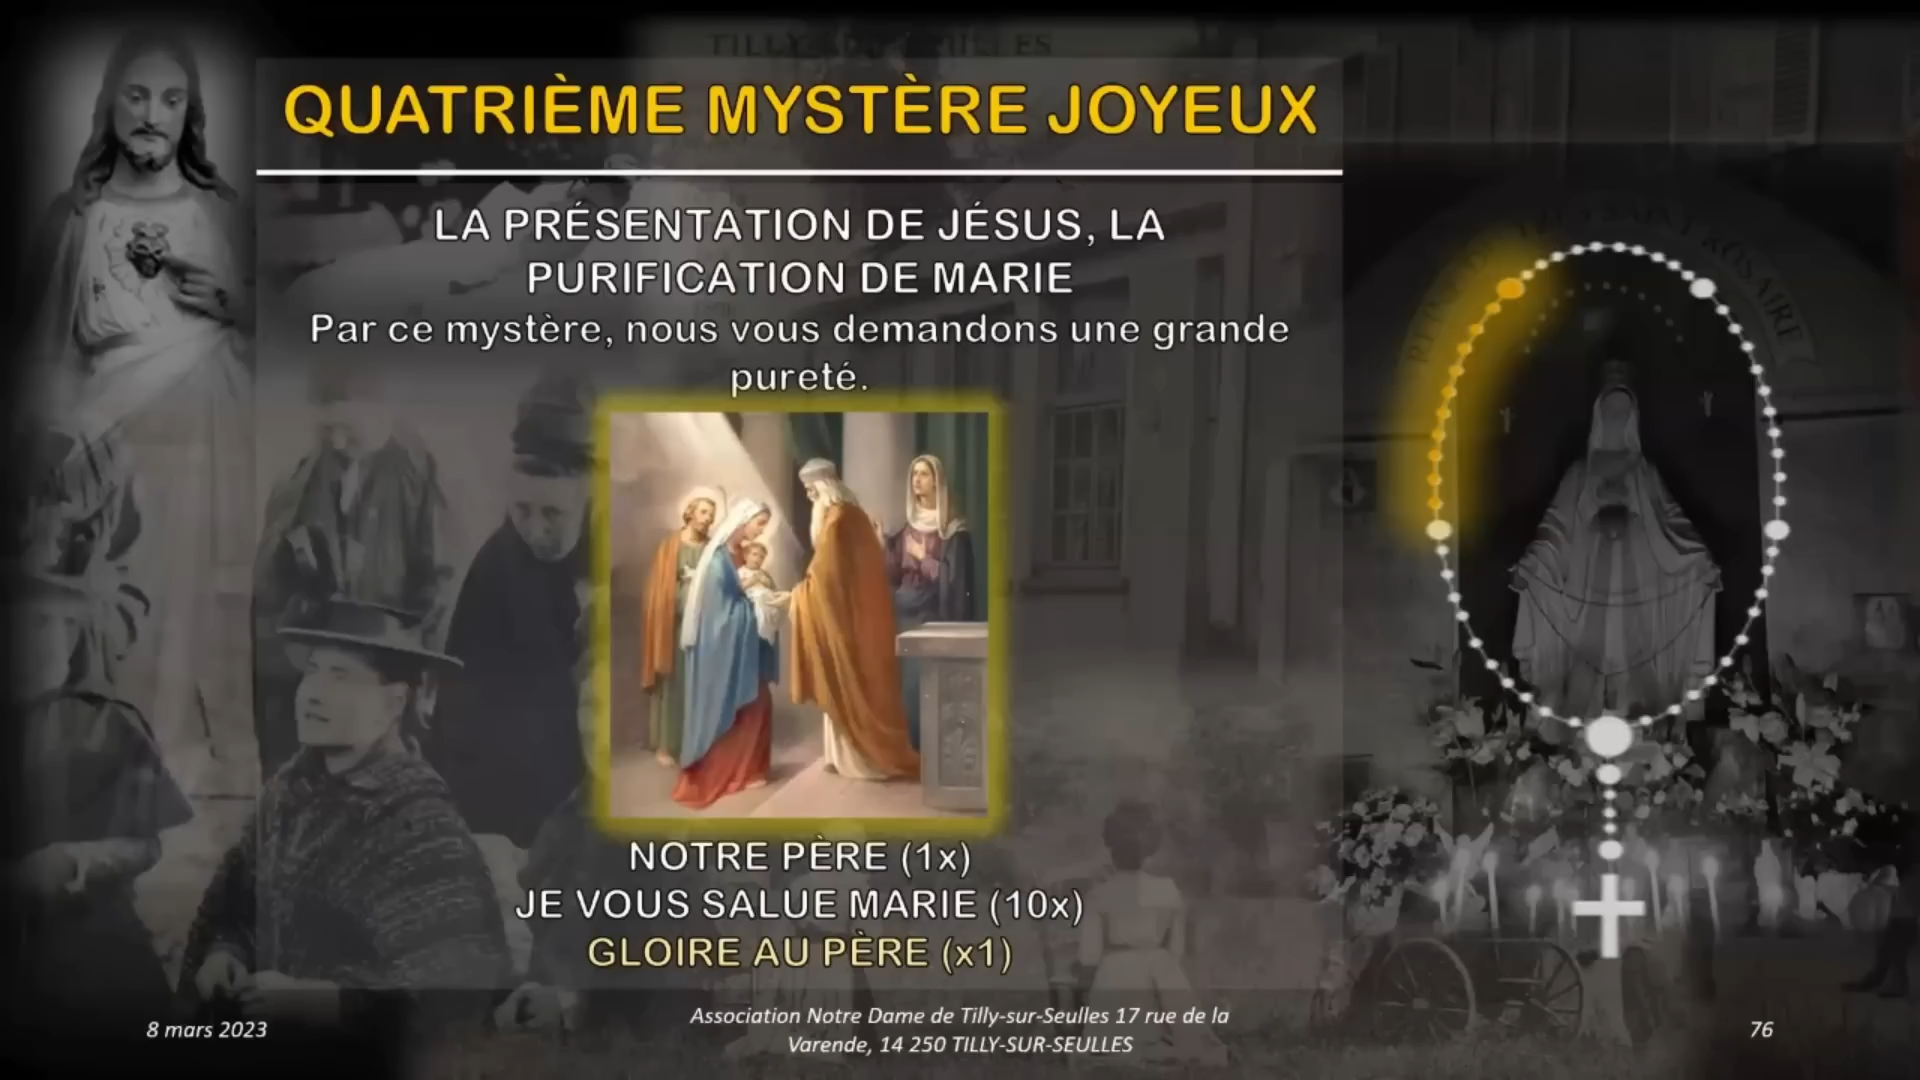 QUATRIÈME MYSTÈRE JOYEUX
LA PRÉSENTATION DE JÉSUS, LA
PURIFICATION DE MARIE
Par ce mystère, nous vous demandons une grande
pureté.
NOTRE PÈRE (1x)
JE VOUS SALUE MARIE (10x)
GLOIRE AU PÈRE (x1)
8 mars 2023
Association Notre Dame de Tilly-sur-Seulles 17 rue de la
Varende, 14 250 TILLY-SUR-SEULLES
76